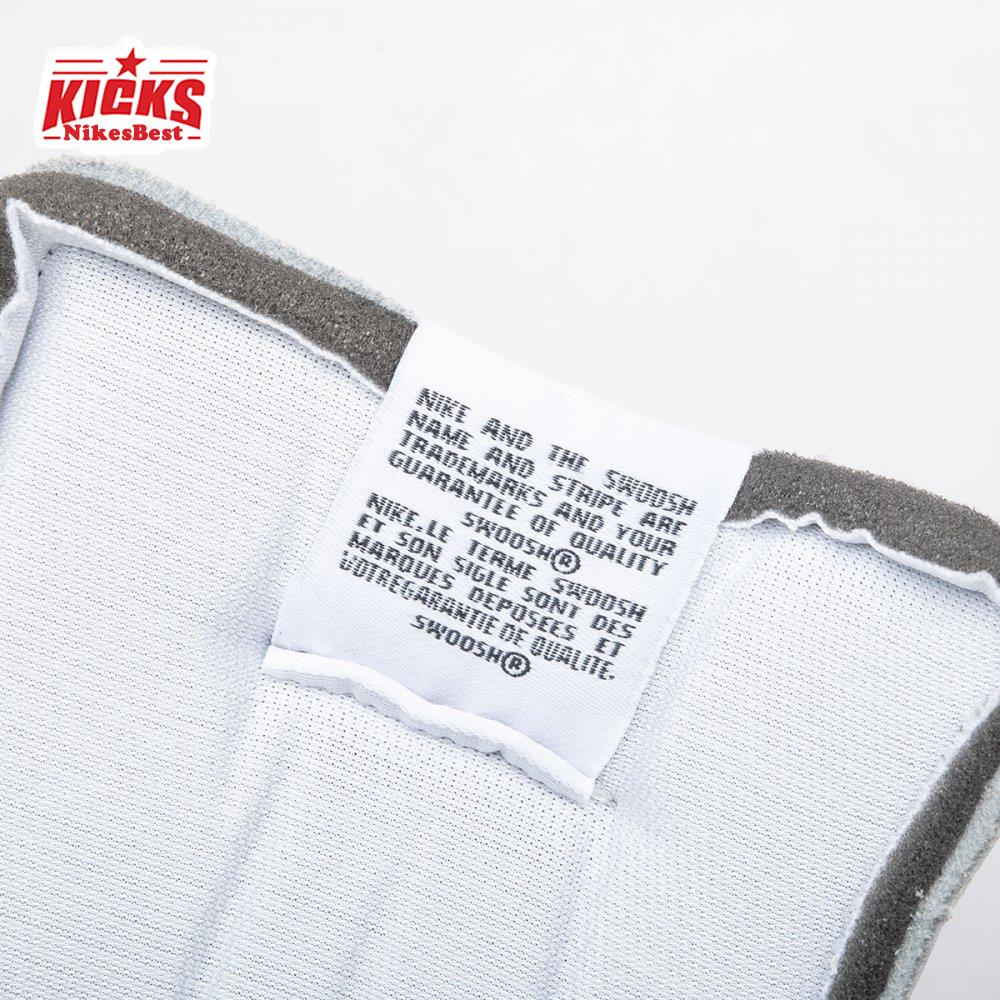 KICKS
NikesBest
NIKE AND THE SWOOSH
NAME AND STRIPE ARE
TRADEMARKS AND YOUR
GUARANTEE OF QUALITY
SWOOSH®
NIKE.LE TERME SWOOSH
ET SON SIGLE SONT DES
MARQUES DEPOSEES ET
VOTREGARANTIE DE QUALITE.
SWOOSH®